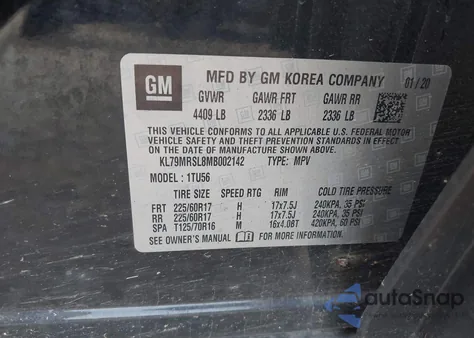 GM MFD BY GM KOREA COMPANY 01/20
GVWR GAWR FRT GAWR RR
4409 LB 2336 LB 2336 LB
THIS VEHICLE CONFORMS TO ALL APPLICABLE U.S. FEDERAL MOTOR
VEHICLE SAFETY AND THEFT PREVENTION STANDARDS IN EFFECT ON
THE DATE OF MANUFACTURE SHOWN ABOVE.
KL79MRSL8MB002142 TYPE: MPV
MODEL: 1TU56
TIRE SIZE SPEED RTG RIM COLD TIRE PRESSURE
FRT 225/60R17 H 17x7.5J 240KPA, 35 PSI
RR 225/60R17 H 17x7.5J 240KPA, 35 PSI
SPA T125/70R16 M 16x4.0BT 420KPA, 60 PSI
SEE OWNER'S MANUAL FOR MORE INFORMATION.
autoSnap